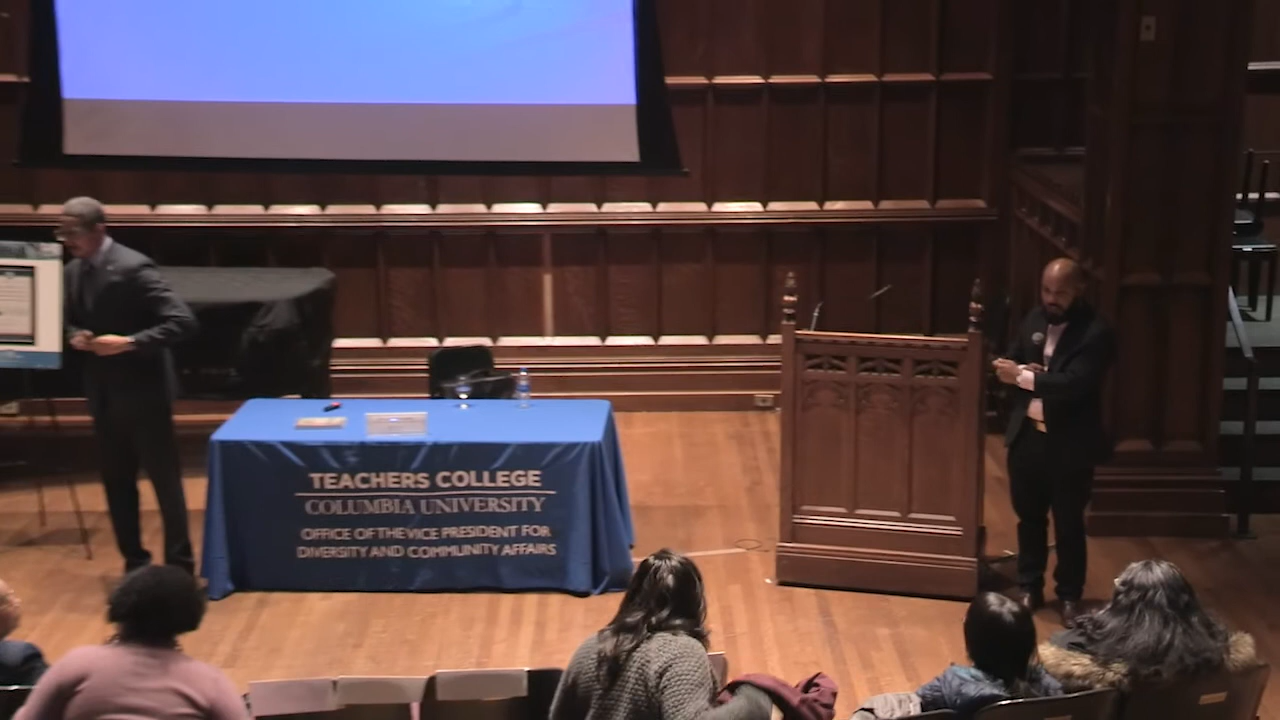 TEACHERS COLLEGE
COLUMBIA UNIVERSITY
OFFICE OF THE VICE PRESIDENT FOR
DIVERSITY AND COMMUNITY AFFAIRS